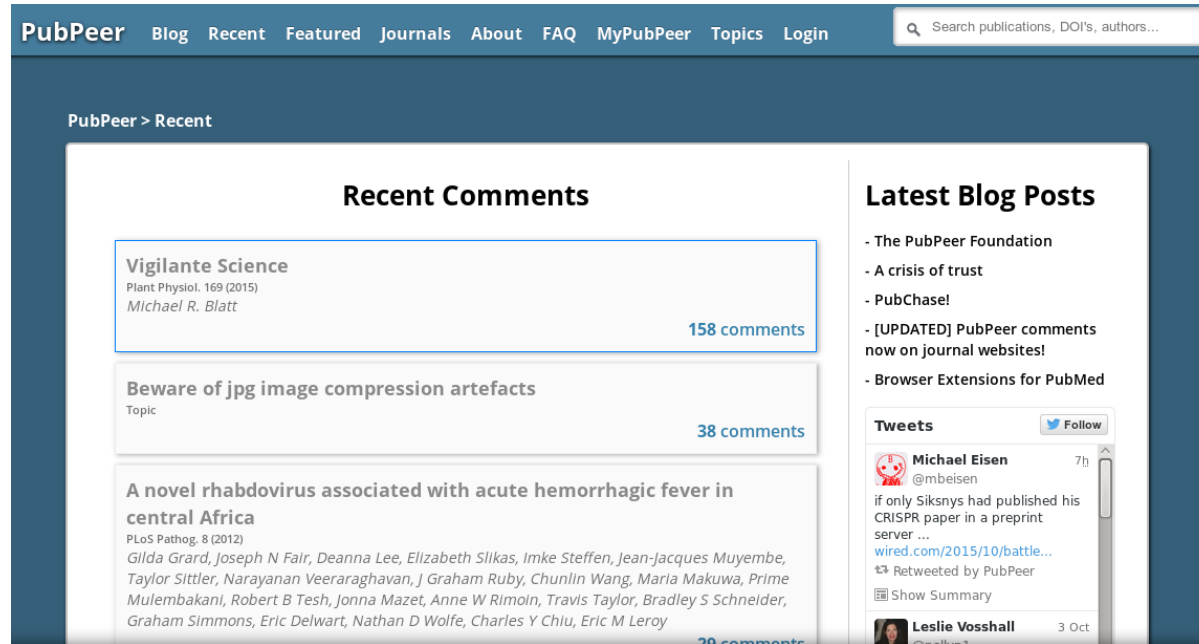 PubPeer Blog Recent Featured Journals About FAQ MyPubPeer Topics Login Search publications, DOI's, authors...
PubPeer > Recent
Recent Comments
Vigilante Science
Plant Physiol. 169 (2015)
Michael R. Blatt
158 comments
Beware of jpg image compression artefacts
Topic
38 comments
A novel rhabdovirus associated with acute hemorrhagic fever in
central Africa
PLoS Pathog. 8 (2012)
Gilda Grard, Joseph N Fair, Deanna Lee, Elizabeth Slikas, Imke Steffen, Jean-Jacques Muyembe,
Taylor Sittler, Narayanan Veeraraghavan, J Graham Ruby, Chunlin Wang, Maria Makuwa, Prime
Mulembakani, Robert B Tesh, Jonna Mazet, Anne W Rimoin, Travis Taylor, Bradley S Schneider,
Graham Simmons, Eric Delwart, Nathan D Wolfe, Charles Y Chiu, Eric M Leroy
29 comments
Latest Blog Posts
- The PubPeer Foundation
- A crisis of trust
- PubChase!
- [UPDATED] PubPeer comments
now on journal websites!
- Browser Extensions for PubMed
Tweets Follow
Michael Eisen 7h
@mbeisen
if only Siksnys had published his
CRISPR paper in a preprint
server ...
wired.com/2015/10/battle...
Retweeted by PubPeer
Show Summary
Leslie Vosshall 3 Oct